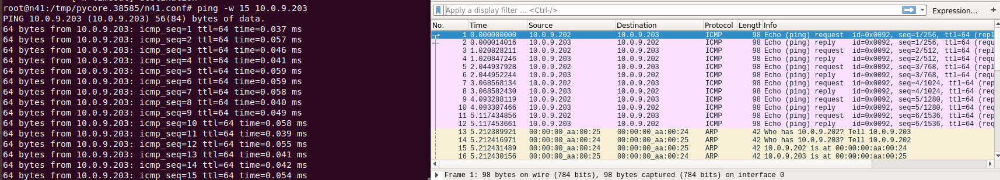 root@n41:/tmp/pycore.38585/n41.conf# ping -w 15 10.0.9.203
PING 10.0.9.203 (10.0.9.203) 56(84) bytes of data.
64 bytes from 10.0.9.203: icmp_seq=1 ttl=64 time=0.037 ms
64 bytes from 10.0.9.203: icmp_seq=2 ttl=64 time=0.057 ms
64 bytes from 10.0.9.203: icmp_seq=3 ttl=64 time=0.046 ms
64 bytes from 10.0.9.203: icmp_seq=4 ttl=64 time=0.041 ms
64 bytes from 10.0.9.203: icmp_seq=5 ttl=64 time=0.059 ms
64 bytes from 10.0.9.203: icmp_seq=6 ttl=64 time=0.059 ms
64 bytes from 10.0.9.203: icmp_seq=7 ttl=64 time=0.058 ms
64 bytes from 10.0.9.203: icmp_seq=8 ttl=64 time=0.040 ms
64 bytes from 10.0.9.203: icmp_seq=9 ttl=64 time=0.049 ms
64 bytes from 10.0.9.203: icmp_seq=10 ttl=64 time=0.058 ms
64 bytes from 10.0.9.203: icmp_seq=11 ttl=64 time=0.039 ms
64 bytes from 10.0.9.203: icmp_seq=12 ttl=64 time=0.055 ms
64 bytes from 10.0.9.203: icmp_seq=13 ttl=64 time=0.041 ms
64 bytes from 10.0.9.203: icmp_seq=14 ttl=64 time=0.042 ms
64 bytes from 10.0.9.203: icmp_seq=15 ttl=64 time=0.054 ms
Apply a display filter ... <Ctrl-/> Expression... +
No. Time Source Destination Protocol Length Info
1 0.000000000 10.0.9.202 10.0.9.203 ICMP 98 Echo (ping) request id=0x0092, seq=1/256, ttl=64 (repl
2 0.000014016 10.0.9.203 10.0.9.202 ICMP 98 Echo (ping) reply id=0x0092, seq=1/256, ttl=64 (requ
3 1.020828211 10.0.9.202 10.0.9.203 ICMP 98 Echo (ping) request id=0x0092, seq=2/512, ttl=64 (repl
4 1.020847246 10.0.9.203 10.0.9.202 ICMP 98 Echo (ping) reply id=0x0092, seq=2/512, ttl=64 (requ
5 2.044937928 10.0.9.202 10.0.9.203 ICMP 98 Echo (ping) request id=0x0092, seq=3/768, ttl=64 (repl
6 2.044952244 10.0.9.203 10.0.9.202 ICMP 98 Echo (ping) reply id=0x0092, seq=3/768, ttl=64 (requ
7 3.068568134 10.0.9.202 10.0.9.203 ICMP 98 Echo (ping) request id=0x0092, seq=4/1024, ttl=64 (rep
8 3.068582430 10.0.9.203 10.0.9.202 ICMP 98 Echo (ping) reply id=0x0092, seq=4/1024, ttl=64 (req
9 4.093288119 10.0.9.202 10.0.9.203 ICMP 98 Echo (ping) request id=0x0092, seq=5/1280, ttl=64 (rep
10 4.093307466 10.0.9.203 10.0.9.202 ICMP 98 Echo (ping) reply id=0x0092, seq=5/1280, ttl=64 (req
11 5.117434856 10.0.9.202 10.0.9.203 ICMP 98 Echo (ping) request id=0x0092, seq=6/1536, ttl=64 (rep
12 5.117453661 10.0.9.203 10.0.9.202 ICMP 98 Echo (ping) reply id=0x0092, seq=6/1536, ttl=64 (req
13 5.212389921 00:00:00_aa:00:25 00:00:00_aa:00:24 ARP 42 Who has 10.0.9.202? Tell 10.0.9.203
14 5.212416971 00:00:00_aa:00:24 00:00:00_aa:00:25 ARP 42 Who has 10.0.9.203? Tell 10.0.9.202
15 5.212431489 00:00:00_aa:00:24 00:00:00_aa:00:25 ARP 42 10.0.9.202 is at 00:00:00:aa:00:24
16 5.212430156 00:00:00_aa:00:25 00:00:00_aa:00:24 ARP 42 10.0.9.203 is at 00:00:00:aa:00:25
Frame 1: 98 bytes on wire (784 bits), 98 bytes captured (784 bits) on interface 0